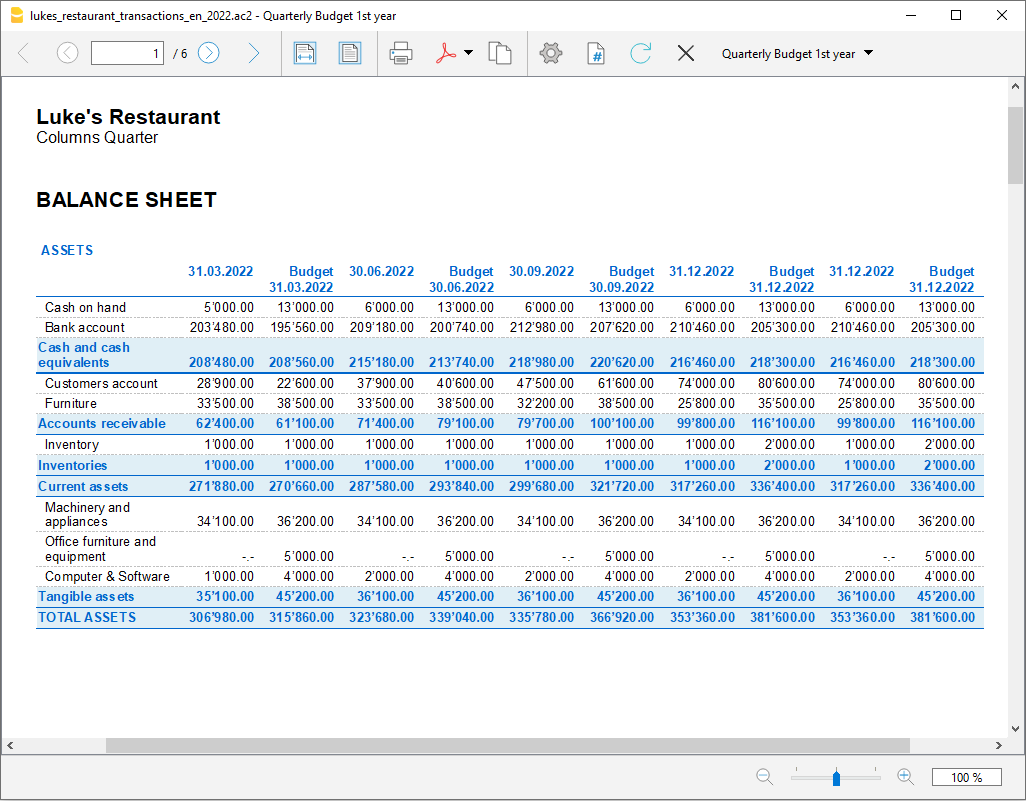 lukes_restaurant_transactions_en_2022.ac2 - Quarterly Budget 1st year
1 / 6 Quarterly Budget 1st year
Luke's Restaurant
Columns Quarter
BALANCE SHEET
ASSETS
31.03.2022 Budget 31.03.2022 30.06.2022 Budget 30.06.2022 30.09.2022 Budget 30.09.2022 31.12.2022 Budget 31.12.2022 31.12.2022 Budget 31.12.2022
Cash on hand 5'000.00 13'000.00 6'000.00 13'000.00 6'000.00 13'000.00 6'000.00 13'000.00 6'000.00 13'000.00
Bank account 203'480.00 195'560.00 209'180.00 200'740.00 212'980.00 207'620.00 210'460.00 205'300.00 210'460.00 205'300.00
Cash and cash
equivalents 208'480.00 208'560.00 215'180.00 213'740.00 218'980.00 220'620.00 216'460.00 218'300.00 216'460.00 218'300.00
Customers account 28'900.00 22'600.00 37'900.00 40'600.00 47'500.00 61'600.00 74'000.00 80'600.00 74'000.00 80'600.00
Furniture 33'500.00 38'500.00 33'500.00 38'500.00 32'200.00 38'500.00 25'800.00 35'500.00 25'800.00 35'500.00
Accounts receivable 62'400.00 61'100.00 71'400.00 79'100.00 79'700.00 100'100.00 99'800.00 116'100.00 99'800.00 116'100.00
Inventory 1'000.00 1'000.00 1'000.00 1'000.00 1'000.00 1'000.00 1'000.00 2'000.00 1'000.00 2'000.00
Inventories 1'000.00 1'000.00 1'000.00 1'000.00 1'000.00 1'000.00 1'000.00 2'000.00 1'000.00 2'000.00
Current assets 271'880.00 270'660.00 287'580.00 293'840.00 299'680.00 321'720.00 317'260.00 336'400.00 317'260.00 336'400.00
Machinery and
appliances 34'100.00 36'200.00 34'100.00 36'200.00 34'100.00 36'200.00 34'100.00 36'200.00 34'100.00 36'200.00
Office furniture and
equipment -.- 5'000.00 -.- 5'000.00 -.- 5'000.00 -.- 5'000.00 -.- 5'000.00
Computer & Software 1'000.00 4'000.00 2'000.00 4'000.00 2'000.00 4'000.00 2'000.00 4'000.00 2'000.00 4'000.00
Tangible assets 35'100.00 45'200.00 36'100.00 45'200.00 36'100.00 45'200.00 36'100.00 45'200.00 36'100.00 45'200.00
TOTAL ASSETS 306'980.00 315'860.00 323'680.00 339'040.00 335'780.00 366'920.00 353'360.00 381'600.00 353'360.00 381'600.00
100 %